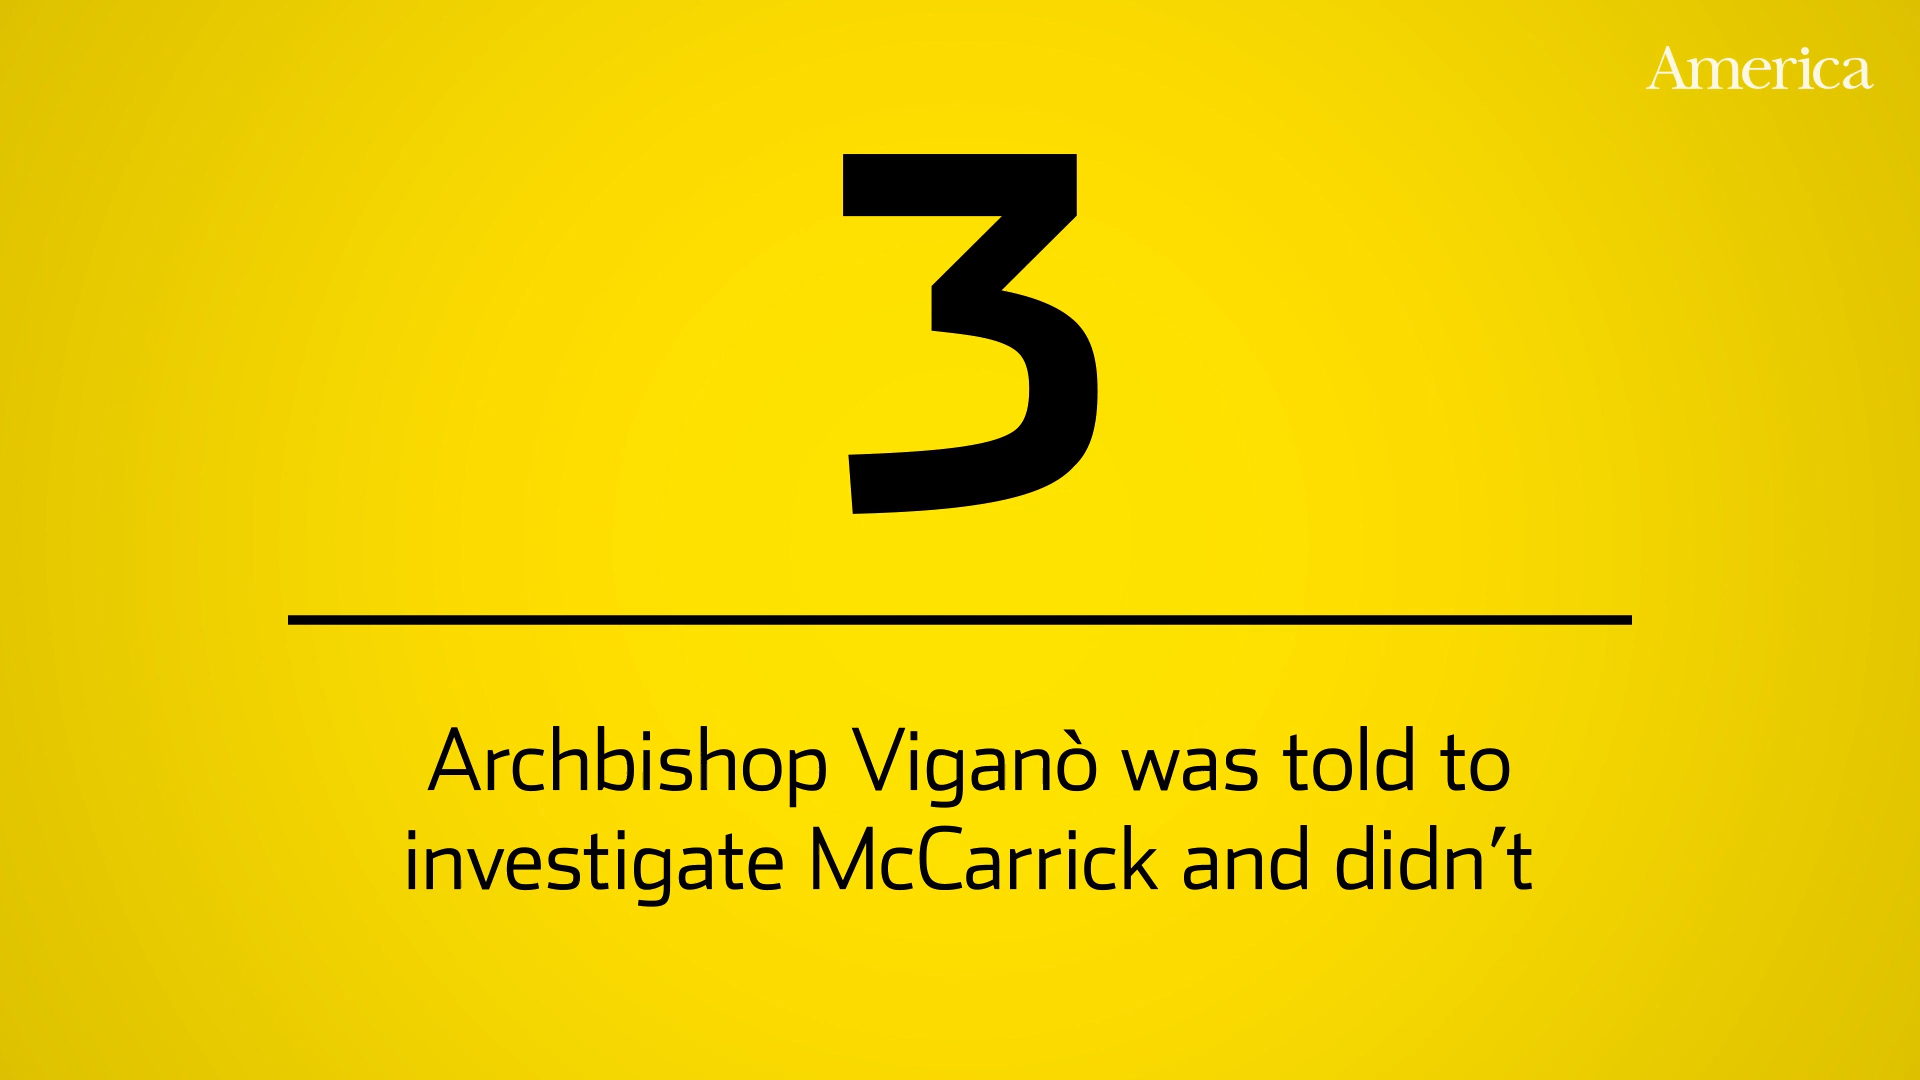 America
3
Archbishop Viganò was told to
investigate McCarrick and didn’t